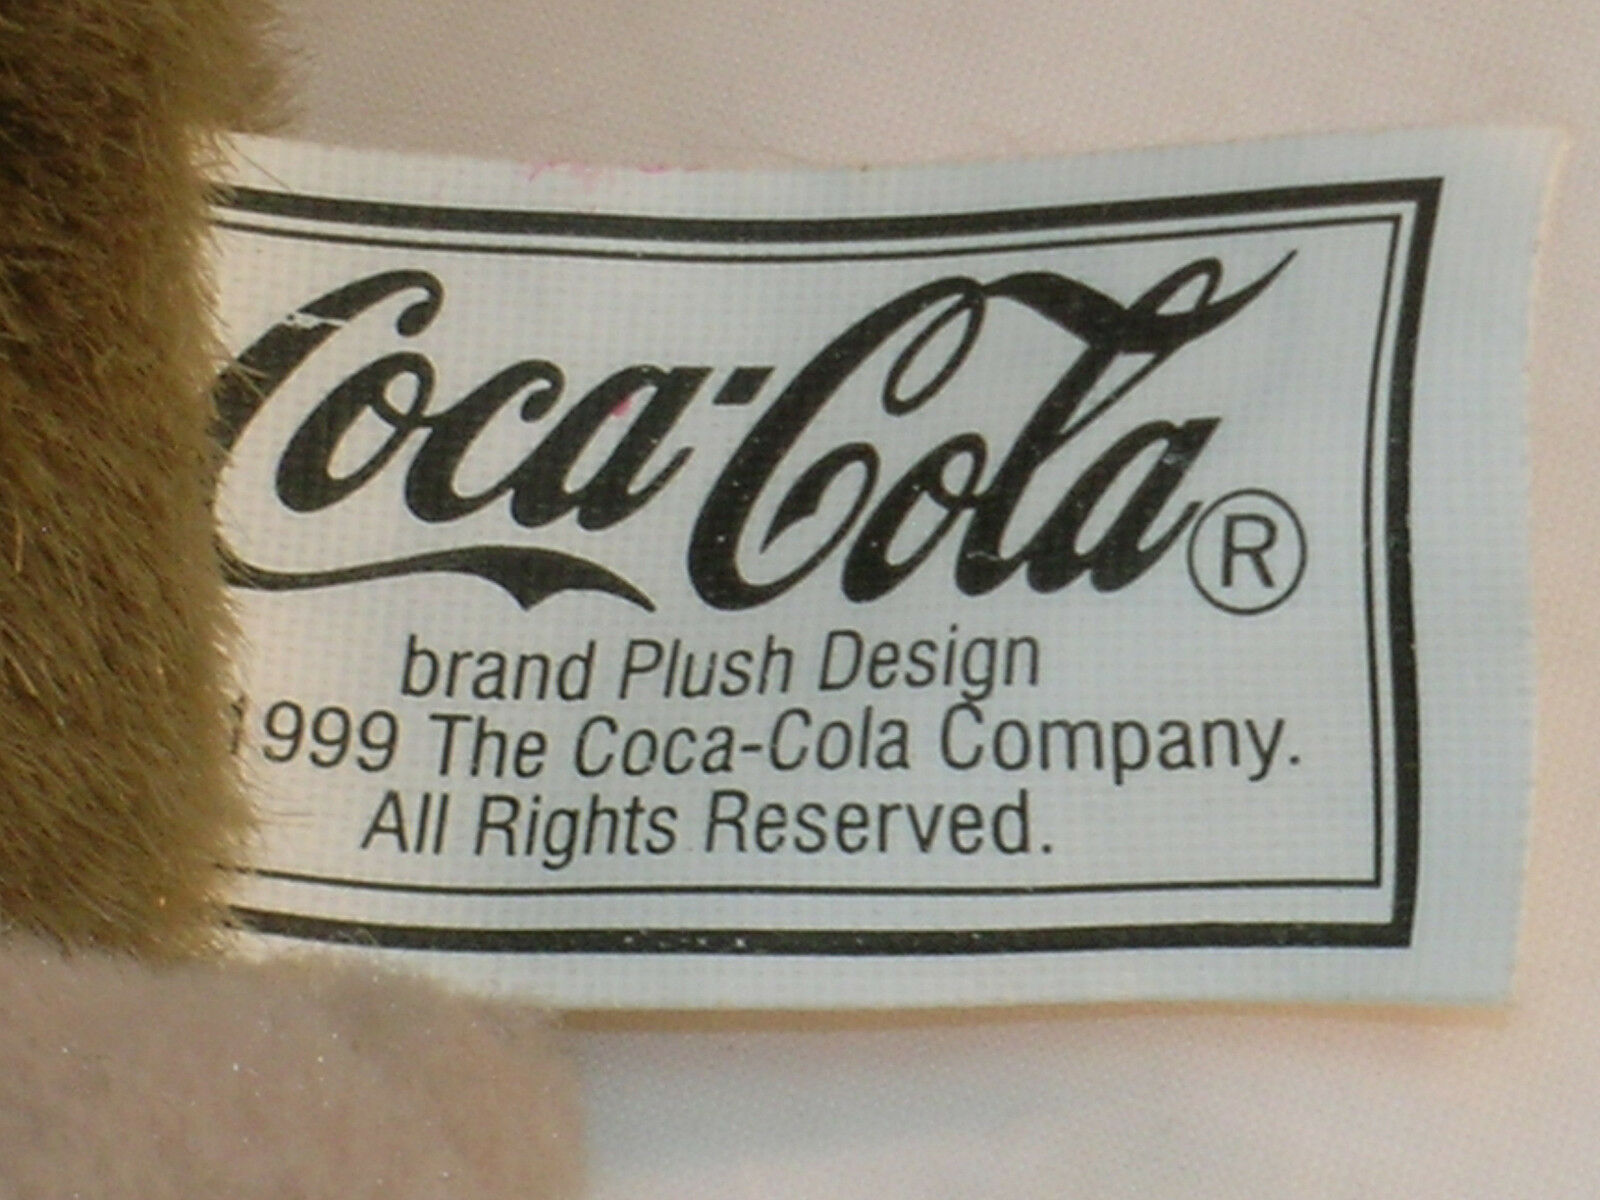 Coca-Cola ®
brand Plush Design
1999 The Coca-Cola Company.
All Rights Reserved.